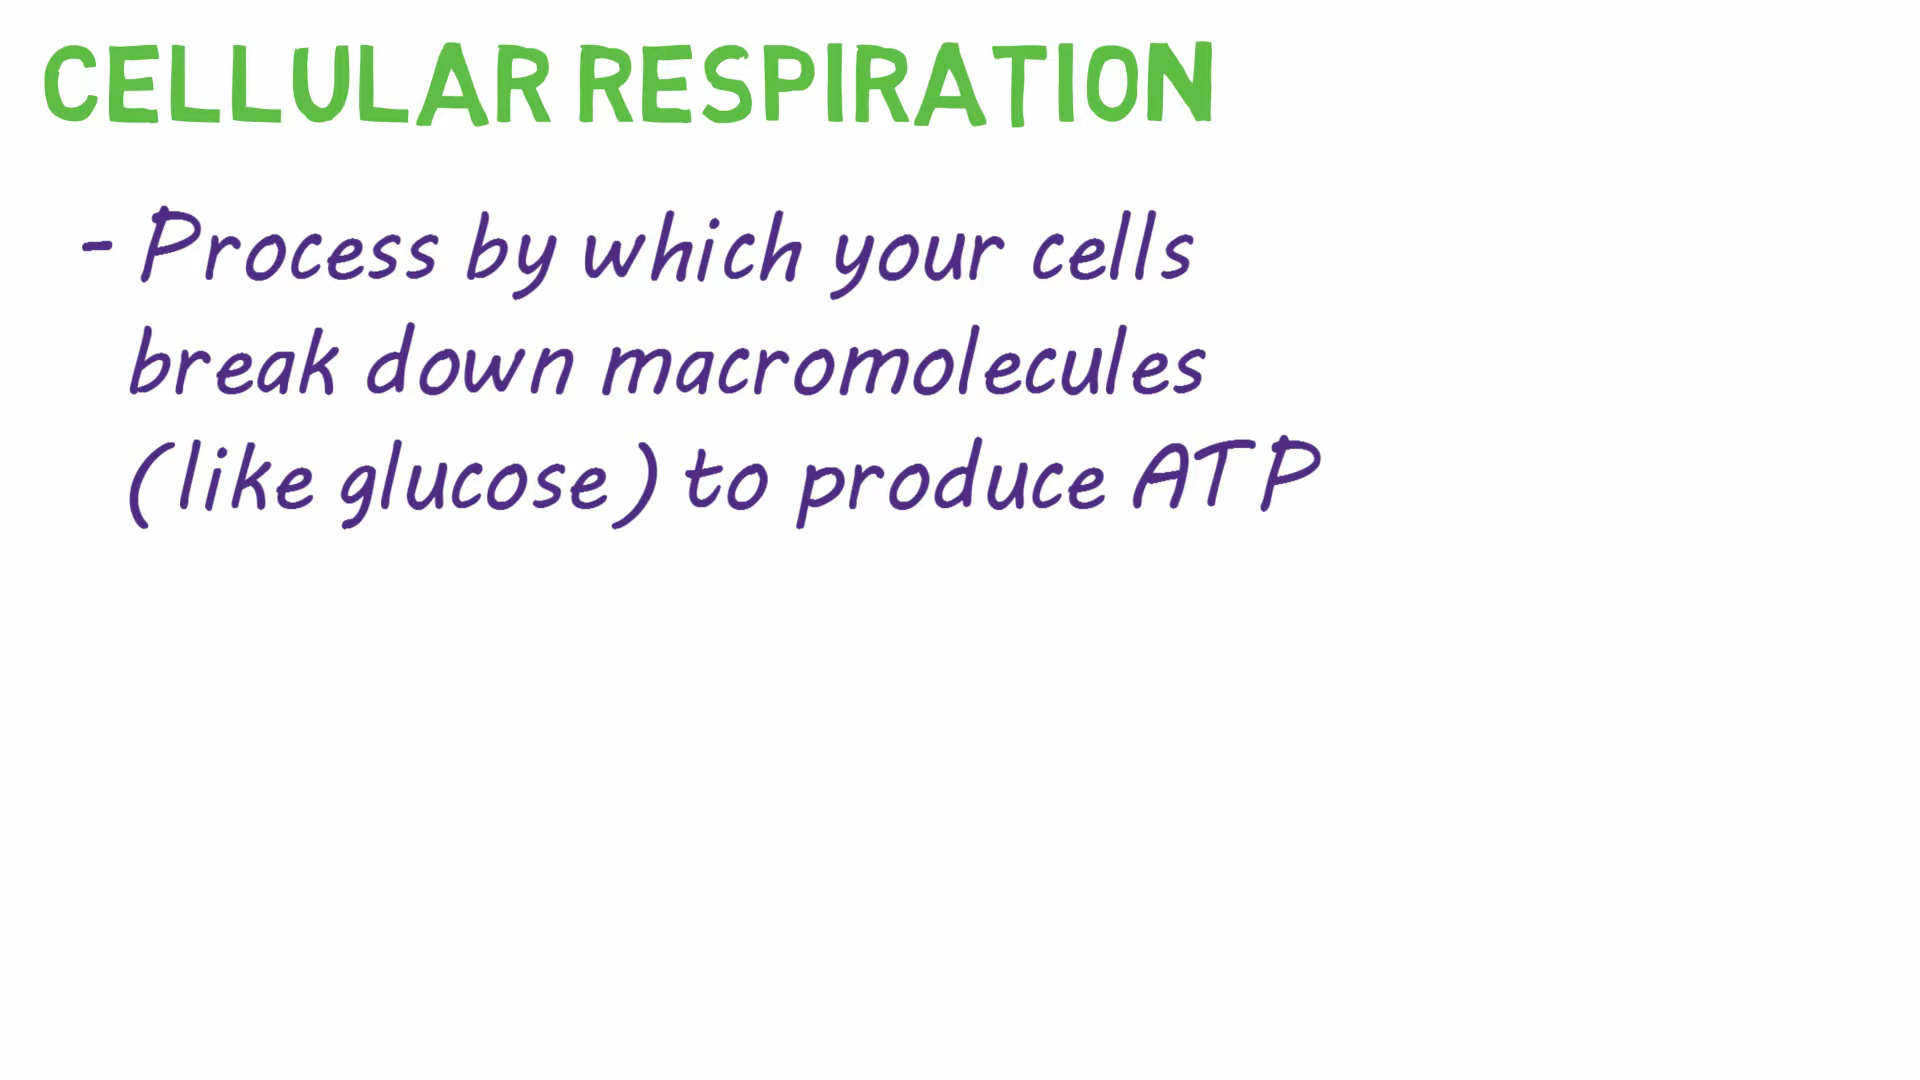 CELLULAR RESPIRATION
- Process by which your cells
break down macromolecules
(like glucose) to produce ATP